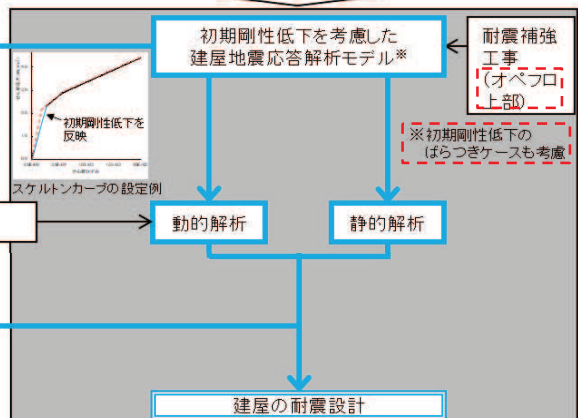 初期剛性低下を考慮した
建屋地震応答解析モデル※
耐震補強
工事
(オペフロ
上部)
初期剛性低下を
反映
※初期剛性低下の
ばらつきケースも考慮
スケルトンカーブの設定例
動的解析
静的解析
建屋の耐震設計